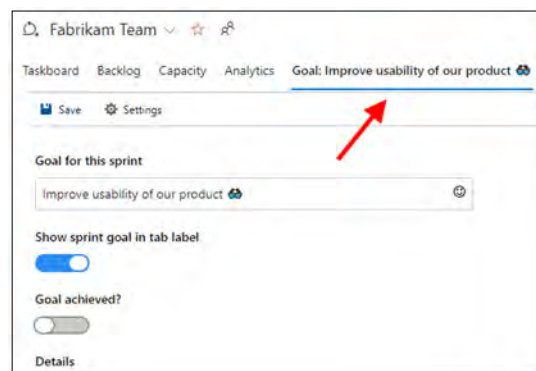 Fabrikam Team
Taskboard Backlog Capacity Analytics Goal: Improve usability of our product
Save Settings
Goal for this sprint
Improve usability of our product
Show sprint goal in tab label
Goal achieved?
Details